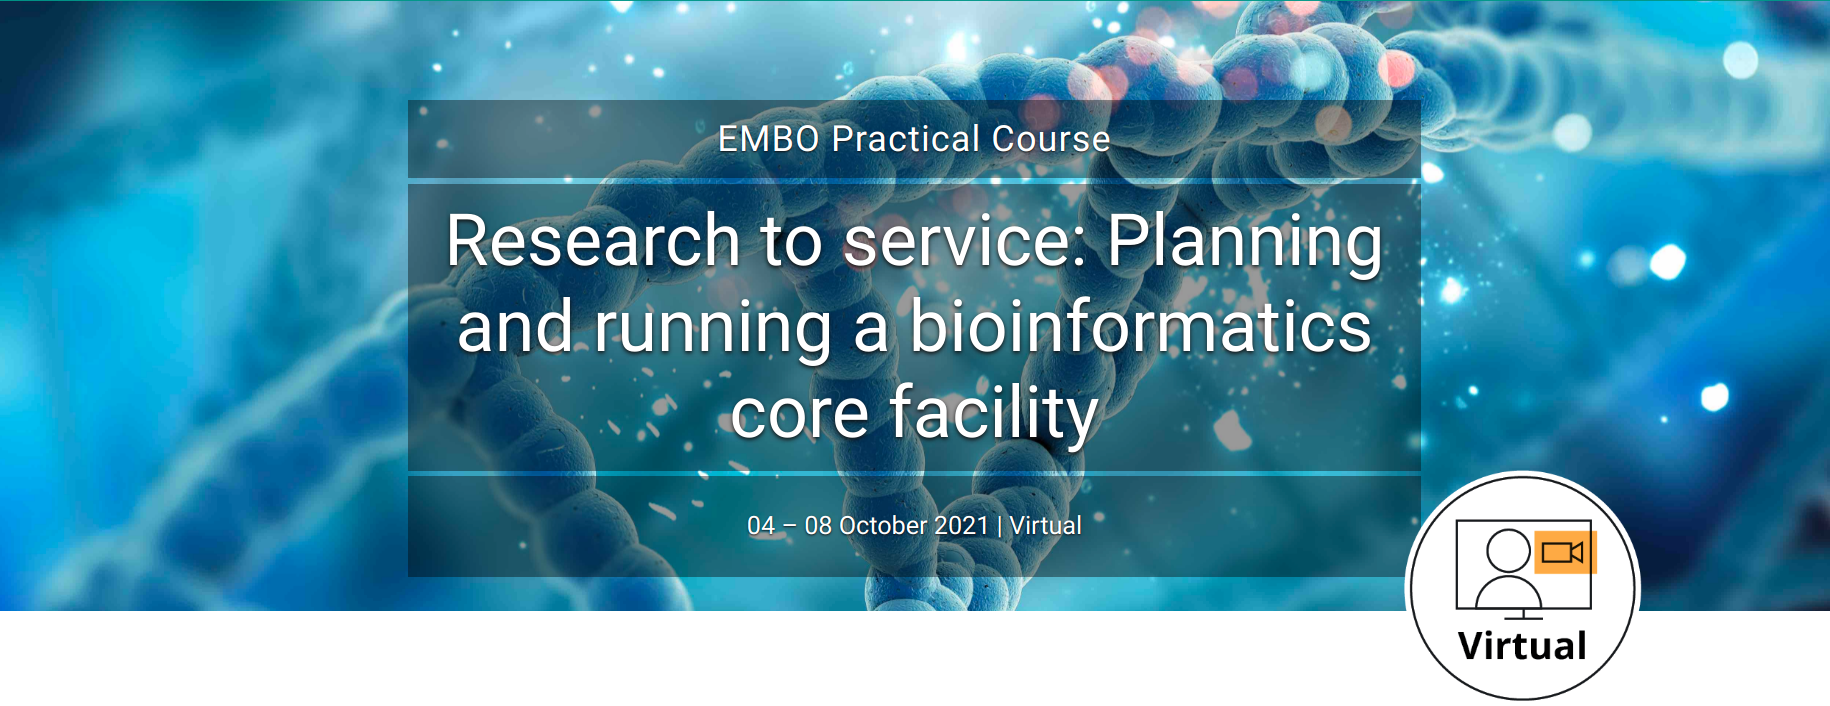 EMBO Practical Course
Research to service: Planning
and running a bioinformatics
core facility
04 – 08 October 2021 | Virtual
Virtual